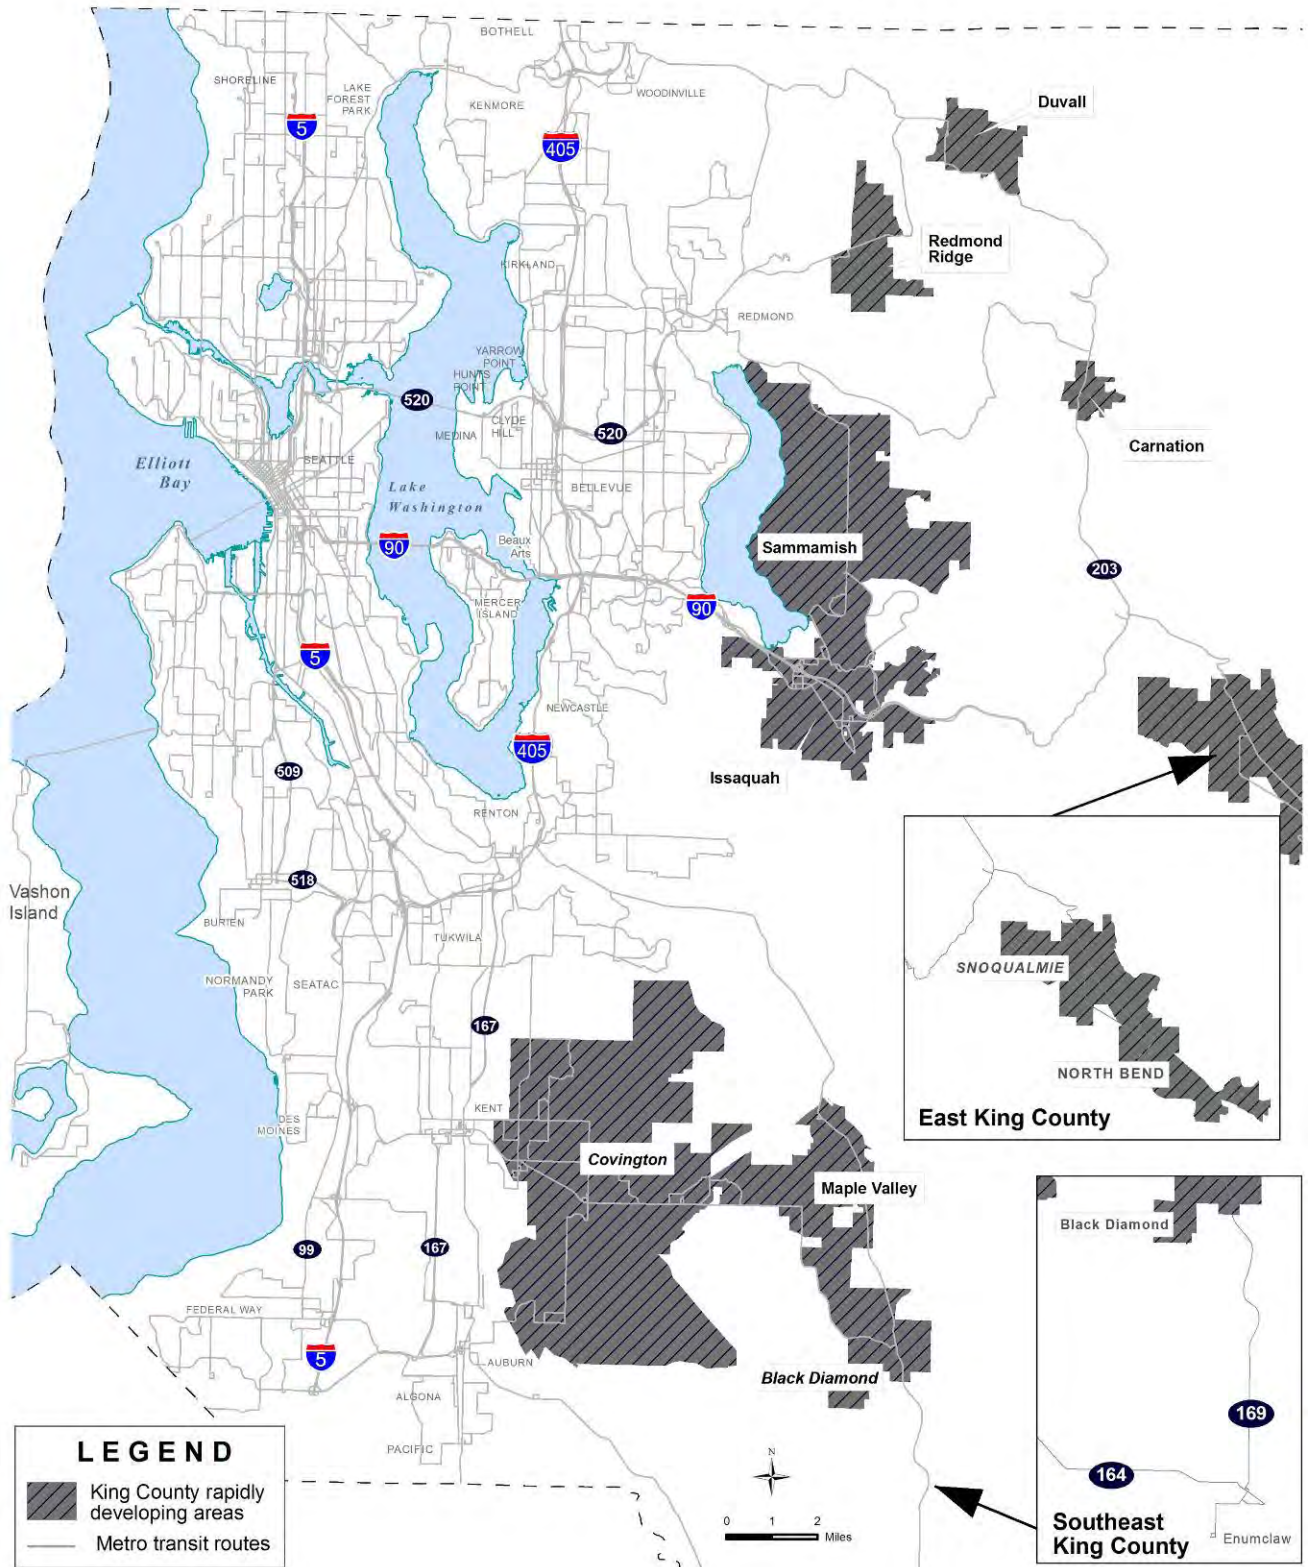 BOTHELL
SHORELINE
LAKE
FOREST
PARK
KENMORE
WOODINVILLE
5
405
Duvall
Redmond
Ridge
KIRKLAND
REDMOND
YARROW
POINT
HUNTS
POINT
520
CLYDE
HILL
MEDINA
520
Carnation
Elliott
Bay
SEATTLE
Lake
Washington
BELLEVUE
90
Beaux
Arts
Sammamish
203
MERCER
ISLAND
90
5
NEWCASTLE
405
509
Issaquah
RENTON
518
Vashon
Island
BURIEN
TUKWILA
NORMANDY
PARK
SEATAC
167
SNOQUALMIE
NORTH BEND
East King County
KENT
DES
MOINES
Covington
Maple Valley
99
167
FEDERAL WAY
5
AUBURN
ALGONA
PACIFIC
Black Diamond
Black Diamond
169
164
Southeast
King County
Enumclaw
N
0 1 2
Miles
LEGEND
King County rapidly
developing areas
Metro transit routes